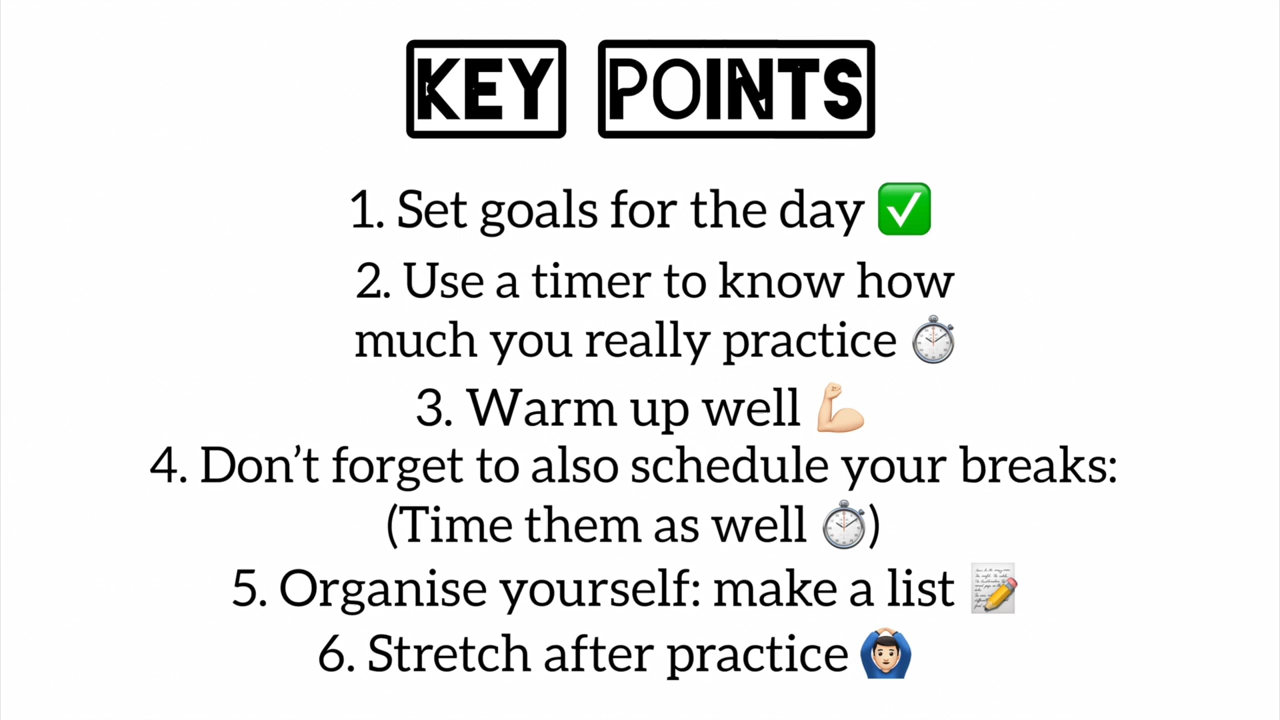 KEY POINTS
1. Set goals for the day ✅
2. Use a timer to know how
much you really practice ⏱️
3. Warm up well 💪🏻
4. Don’t forget to also schedule your breaks:
(Time them as well ⏱️)
5. Organise yourself: make a list 📝
6. Stretch after practice 🙆🏻‍♂️